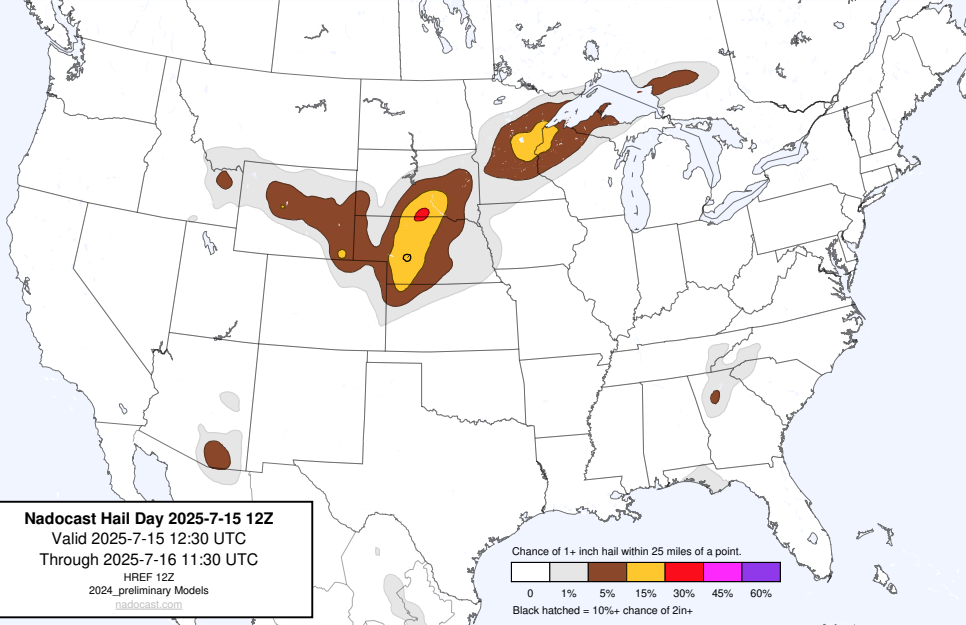 Nadocast Hail Day 2025-7-15 12Z
Valid 2025-7-15 12:30 UTC
Through 2025-7-16 11:30 UTC
HREF 12Z
2024_preliminary Models
nadocast.com
Chance of 1+ inch hail within 25 miles of a point.
0 1% 5% 15% 30% 45% 60%
Black hatched = 10%+ chance of 2in+